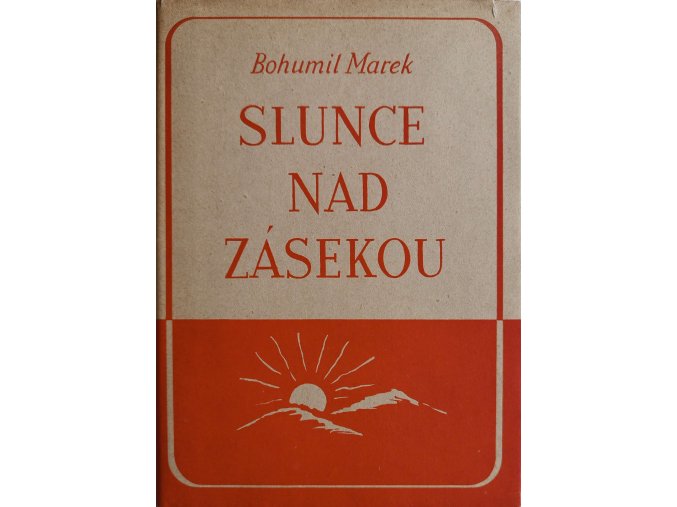 Bohumil Marek
SLUNCE
NAD
ZÁSEKOU